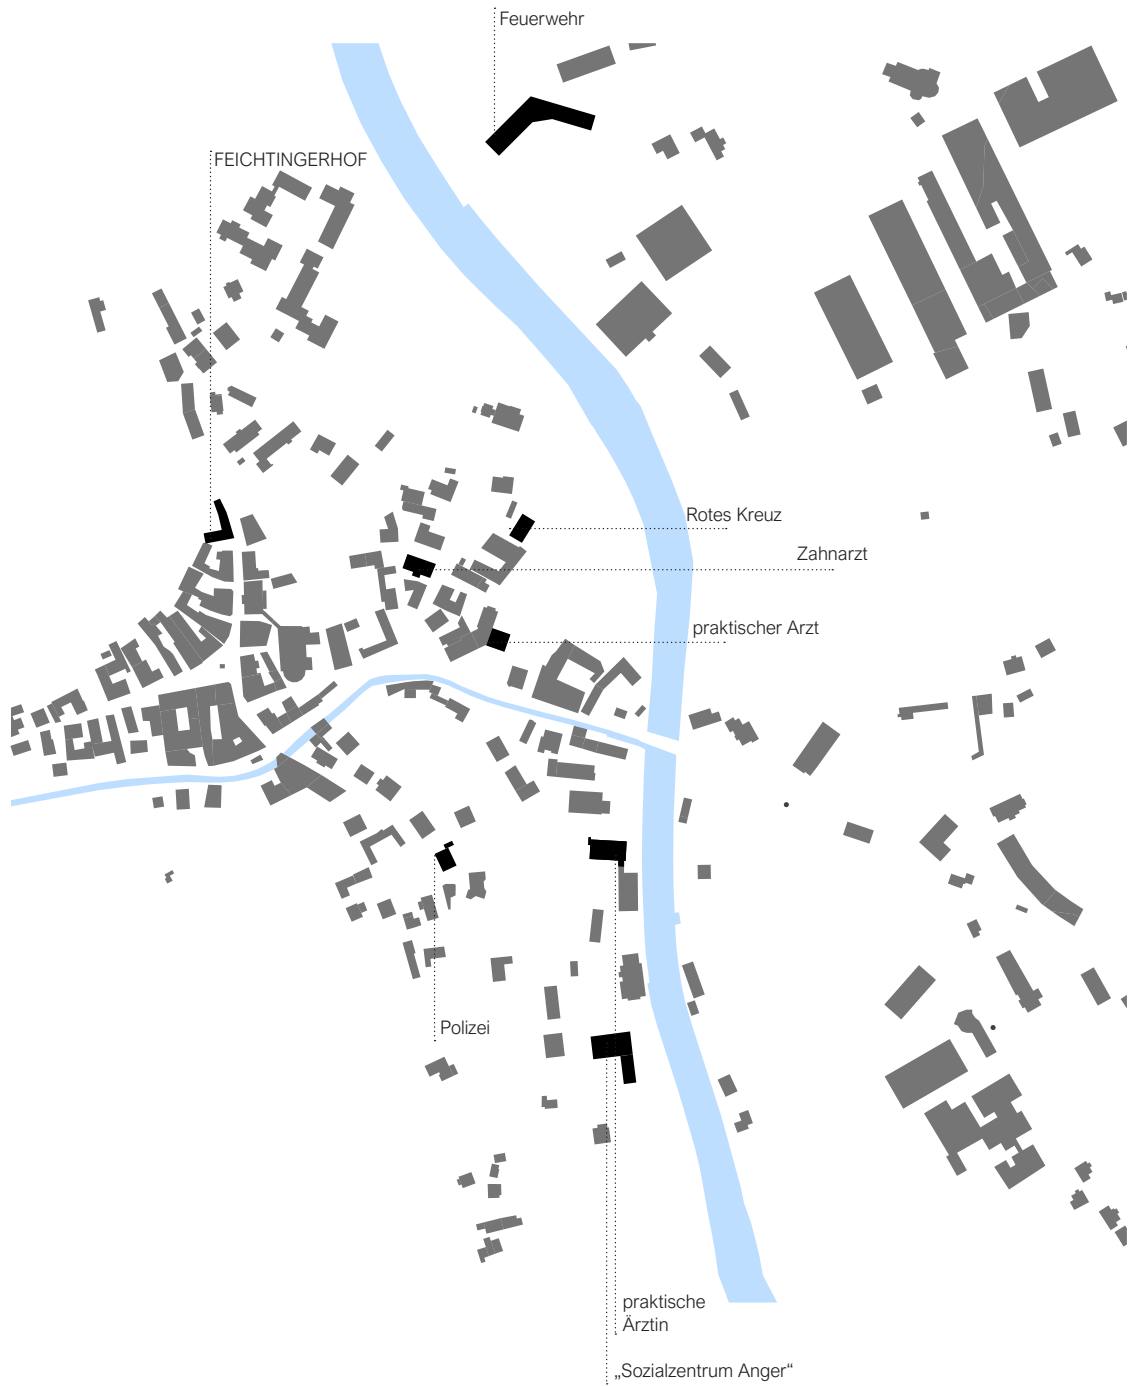 Feuerwehr
FEICHTINGERHOF
Rotes Kreuz
Zahnarzt
praktischer Arzt
Polizei
praktische
Ärztin
„Sozialzentrum Anger“